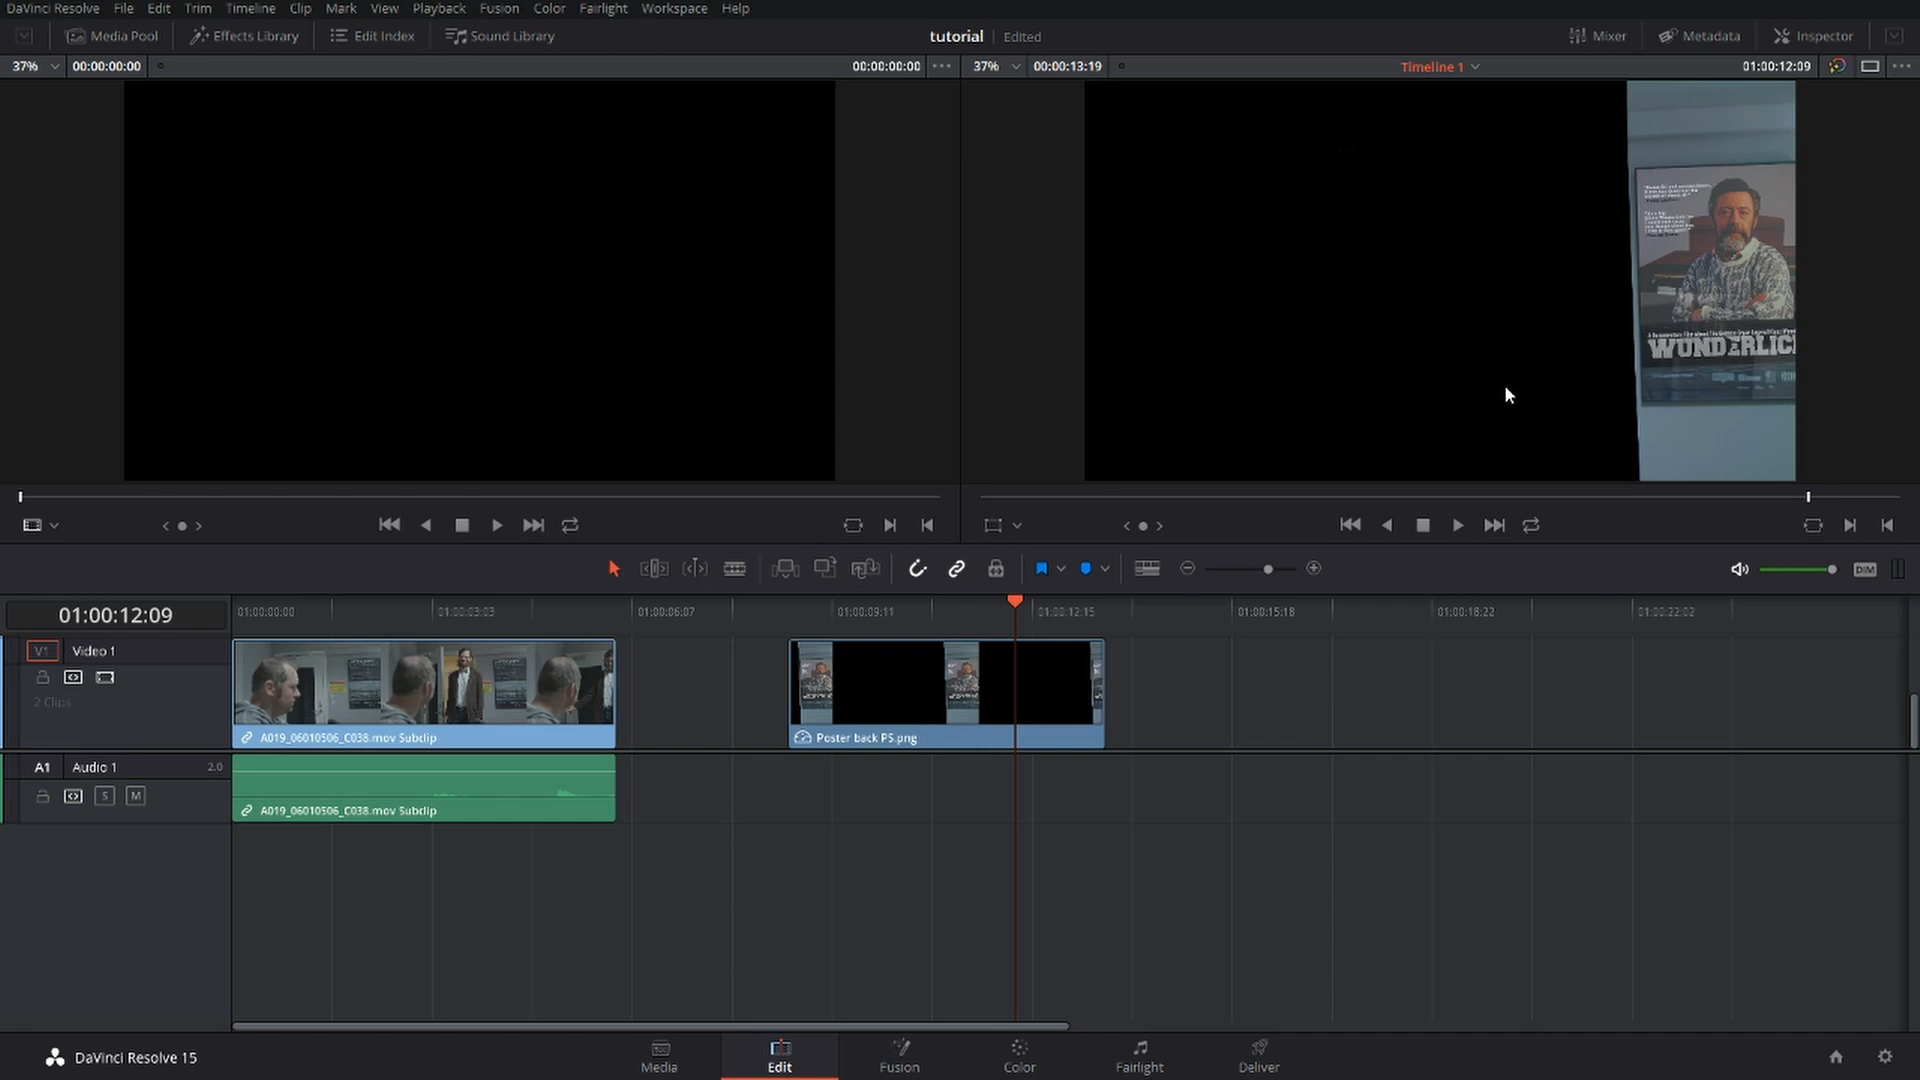 DaVinci Resolve File Edit Trim Timeline Clip Mark View Playback Fusion Color Fairlight Workspace Help
Media Pool Effects Library Edit Index Sound Library tutorial Edited Mixer Metadata Inspector
37% 00:00:00:00 00:00:00:00 37% 00:00:13:19 Timeline 1 01:00:12:09
WUNDERLIC
DIM
01:00:12:09 01:00:00:00 01:00:03:03 01:00:06:07 01:00:09:11 01:00:12:15 01:00:15:18 01:00:18:22 01:00:22:02
V1 Video 1
2 Clips
A019_06010506_C038.mov Subclip Poster back PS.png
A1 Audio 1 2.0
S M
A019_06010506_C038.mov Subclip
DaVinci Resolve 15 Media Edit Fusion Color Fairlight Deliver